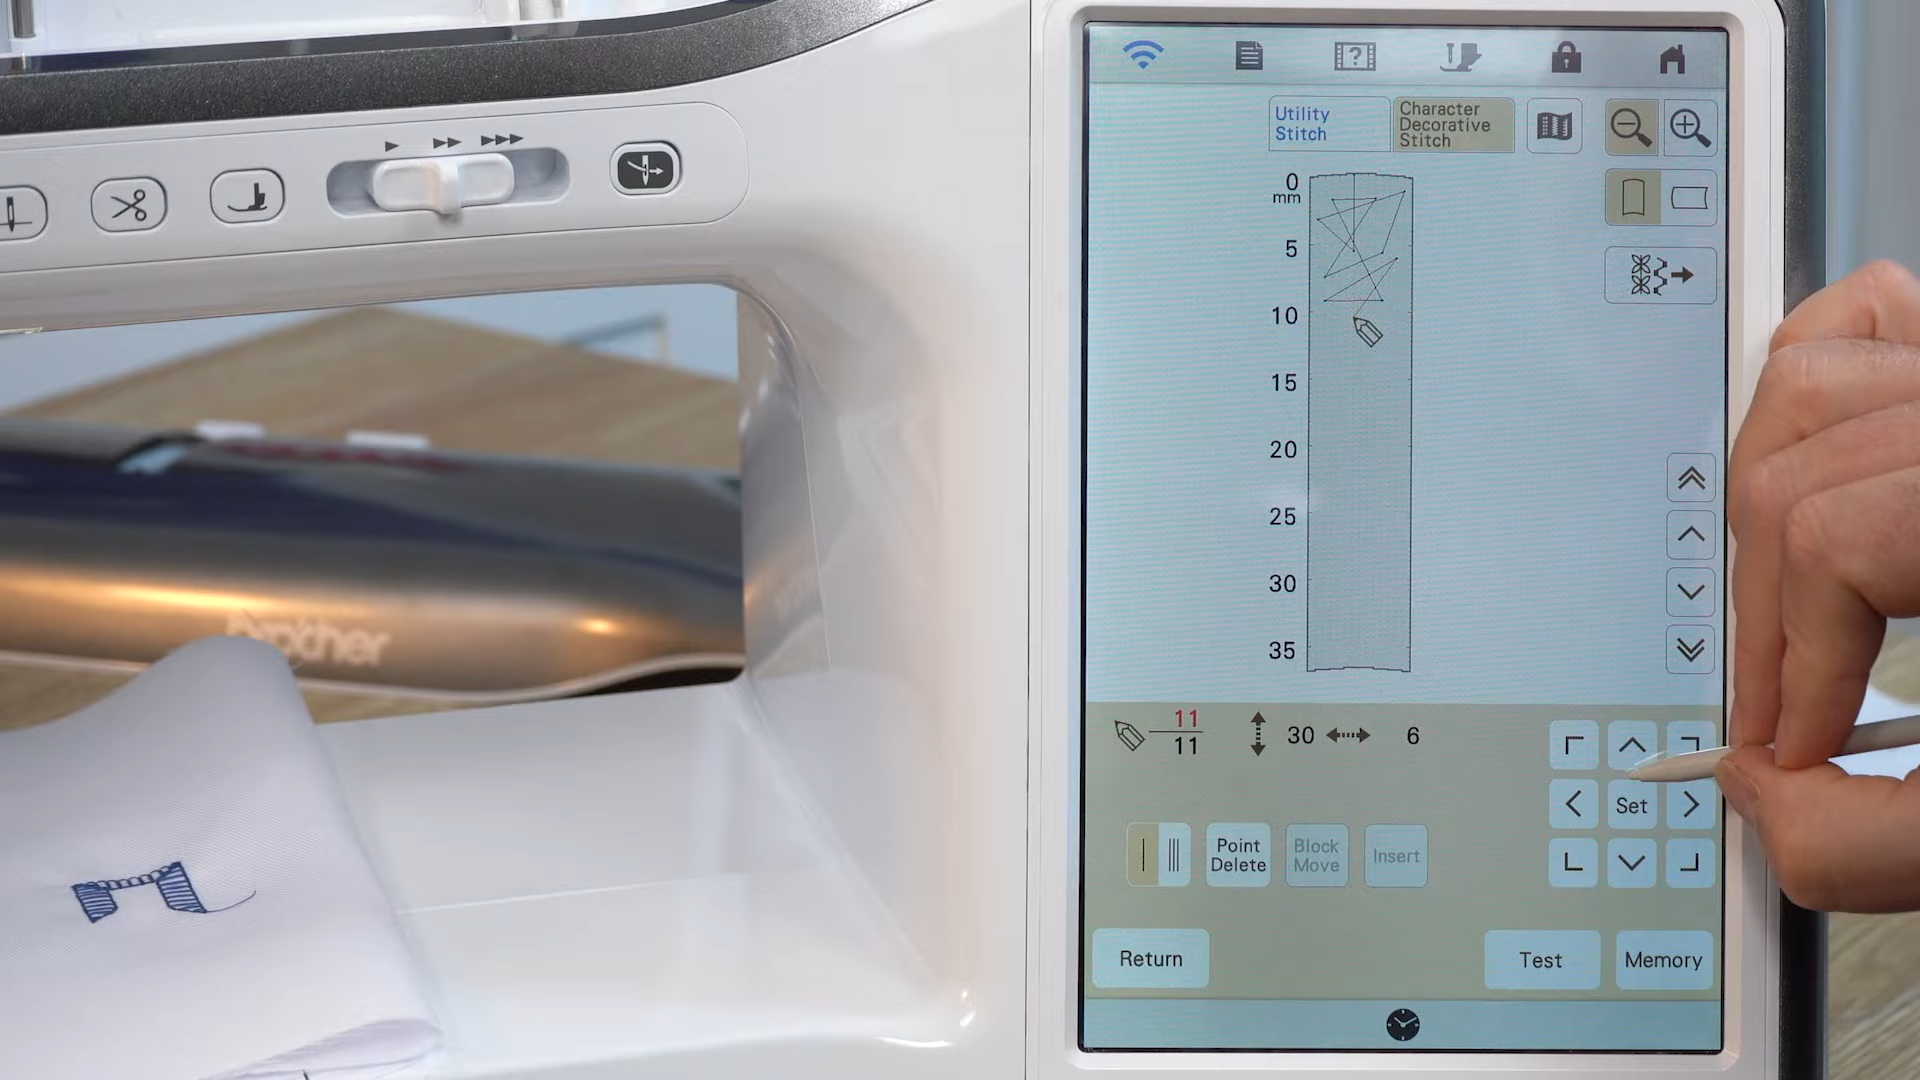 Utility
Stitch
Character
Decorative
Stitch
0
mm
5
10
15
20
25
30
35
11
11
30
6
Set
Point
Delete
Block
Move
Insert
Return
Test
Memory